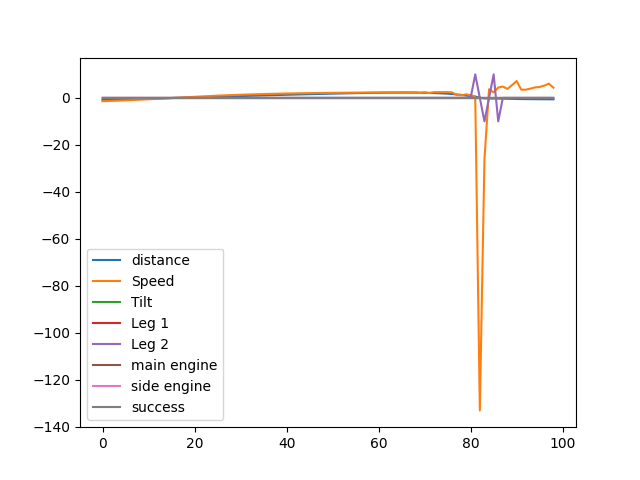 0
−20
−40
−60
−80
−100
−120
−140
distance
Speed
Tilt
Leg 1
Leg 2
main engine
side engine
success
0 20 40 60 80 100